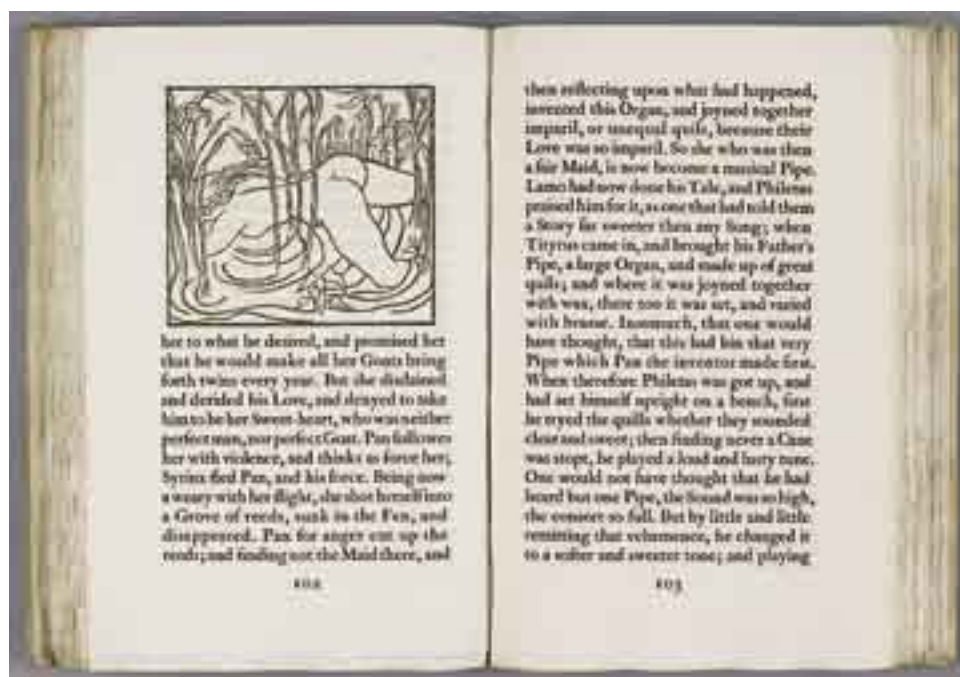 her to what he desired, and promised her
that he would make all her Goats bring
forth twins every year. But she disdained
and derided his Love, and denyed to take
him to be her Sweet-heart, who was neither
perfect man, nor perfect Goat. Pan follows
her with violence, and thinks to force her;
Syrinx fled Pan, and his force. Being now
a weary with her flight, she shot herself into
a Grove of reeds, sunk in the Fen, and
disappeared. Pan for anger cut up the
reeds; and finding not the Maid there, and
102
then reflecting upon what had happened,
invented this Organ, and joyned together
imparil, or unequal quils, because their
Love was so imparil. So she who was then
a fair Maid, is now become a musical Pipe.
Lamo had now done his Tale, and Philetas
praised him for it, as one that had told them
a Story far sweeter then any Song; when
Tityrus came in, and brought his Father's
Pipe, a large Organ, and made up of great
quills; and where it was joyned together
with wax, there too it was set, and varied
with brasse. Insomuch, that one would
have thought, that this had bin that very
Pipe which Pan the inventor made first.
When therefore Philetas was got up, and
had set himself upright on a bench, first
he tryed the quills whether they sounded
clear and sweet; then finding never a Cane
was stopt, he played a loud and lusty tune.
One would not have thought that he had
heard but one Pipe, the Sound was so high,
the consort so full. But by little and little
remitting that vehemence, he changed it
to a softer and sweeter tone; and playing
103